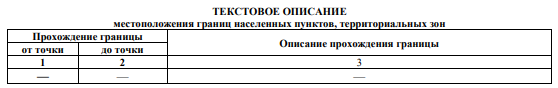 ТЕКСТОВОЕ ОПИСАНИЕ
местоположения границ населенных пунктов, территориальных зон
Прохождение границы
Описание прохождения границы
от точки до точки
1 2 3
— — —